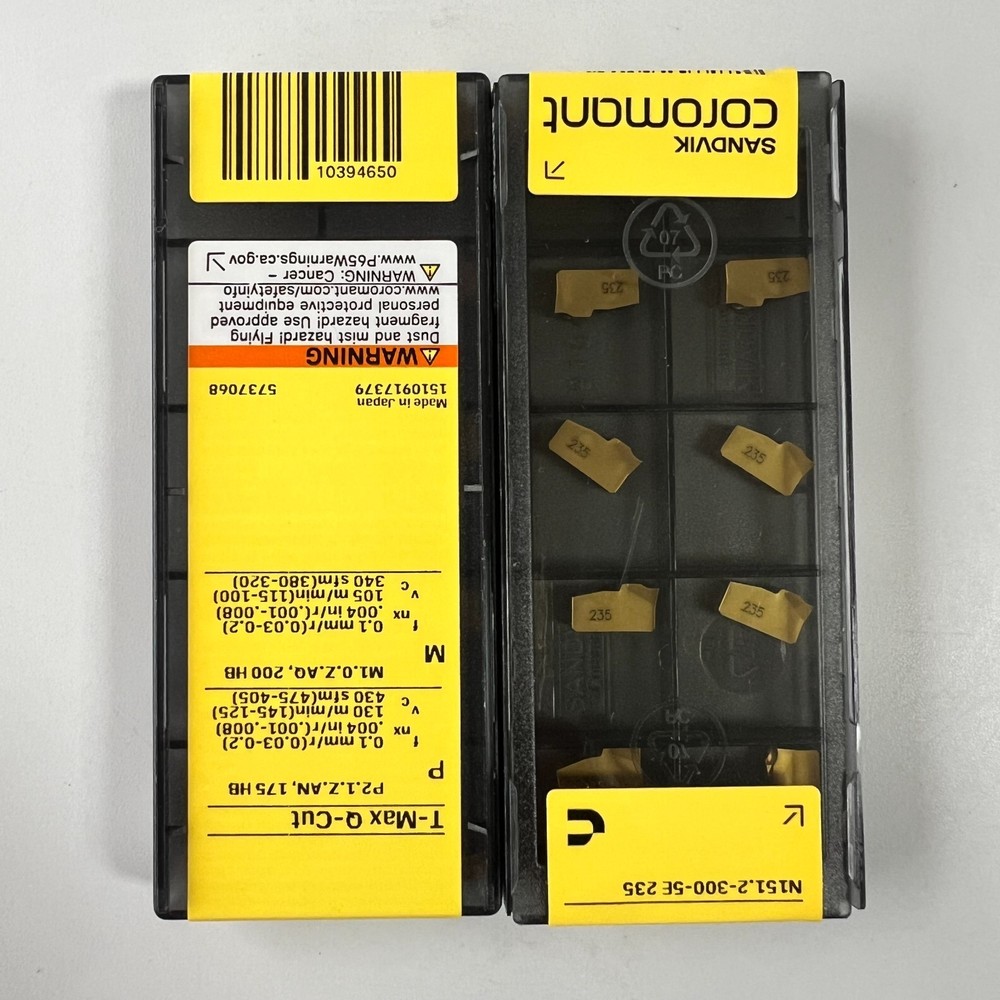 10394650
T-Max Q-Cut
P2.1.Z.AN, 175 HB
P
f nx 0.1 mm/r(0.03-0.2)
.004 in/r(.001-.008)
v c 130 m/min(145-125)
430 sfm(475-405)
M1.0.Z.AQ, 200 HB
M
f nx 0.1 mm/r(0.03-0.2)
.004 in/r(.001-.008)
v c 105 m/min(115-100)
340 sfm(380-320)
Made in Japan
1510917379 5737068
WARNING
Dust and mist hazard! Flying
fragment hazard! Use approved
personal protective equipment
www.coromant.com/safetyinfo
WARNING: Cancer –
www.P65Warnings.ca.gov
N151.2-300-5E 235
SANDVIK
coromant
07
PC
235
235
235
235
235
235